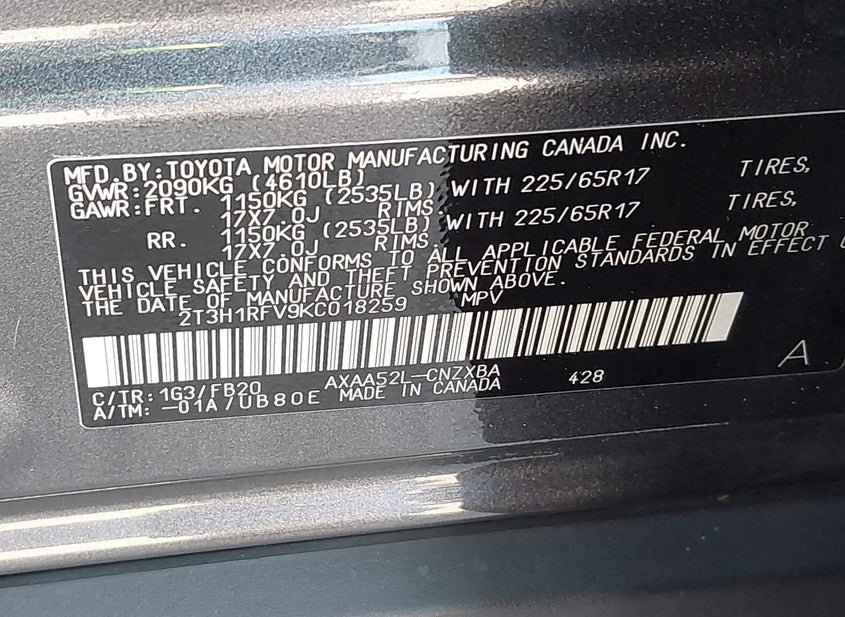 MFD.BY:TOYOTA MOTOR MANUFACTURING CANADA INC.
GVWR:2090KG (4610LB)
GAWR:FRT. 1150KG (2535LB) WITH 225/65R17 TIRES,
17X7.0J RIMS.
RR. 1150KG (2535LB) WITH 225/65R17 TIRES,
17X7.0J RIMS.
THIS VEHICLE CONFORMS TO ALL APPLICABLE FEDERAL MOTOR
VEHICLE SAFETY AND THEFT PREVENTION STANDARDS IN EFFECT
THE DATE OF MANUFACTURE SHOWN ABOVE.
2T3H1RFV9KC018259 MPV
C/TR: 1G3/FB20 AXAA52L-CNZXBA 428 A
A/TM: -01A/UB80E MADE IN CANADA